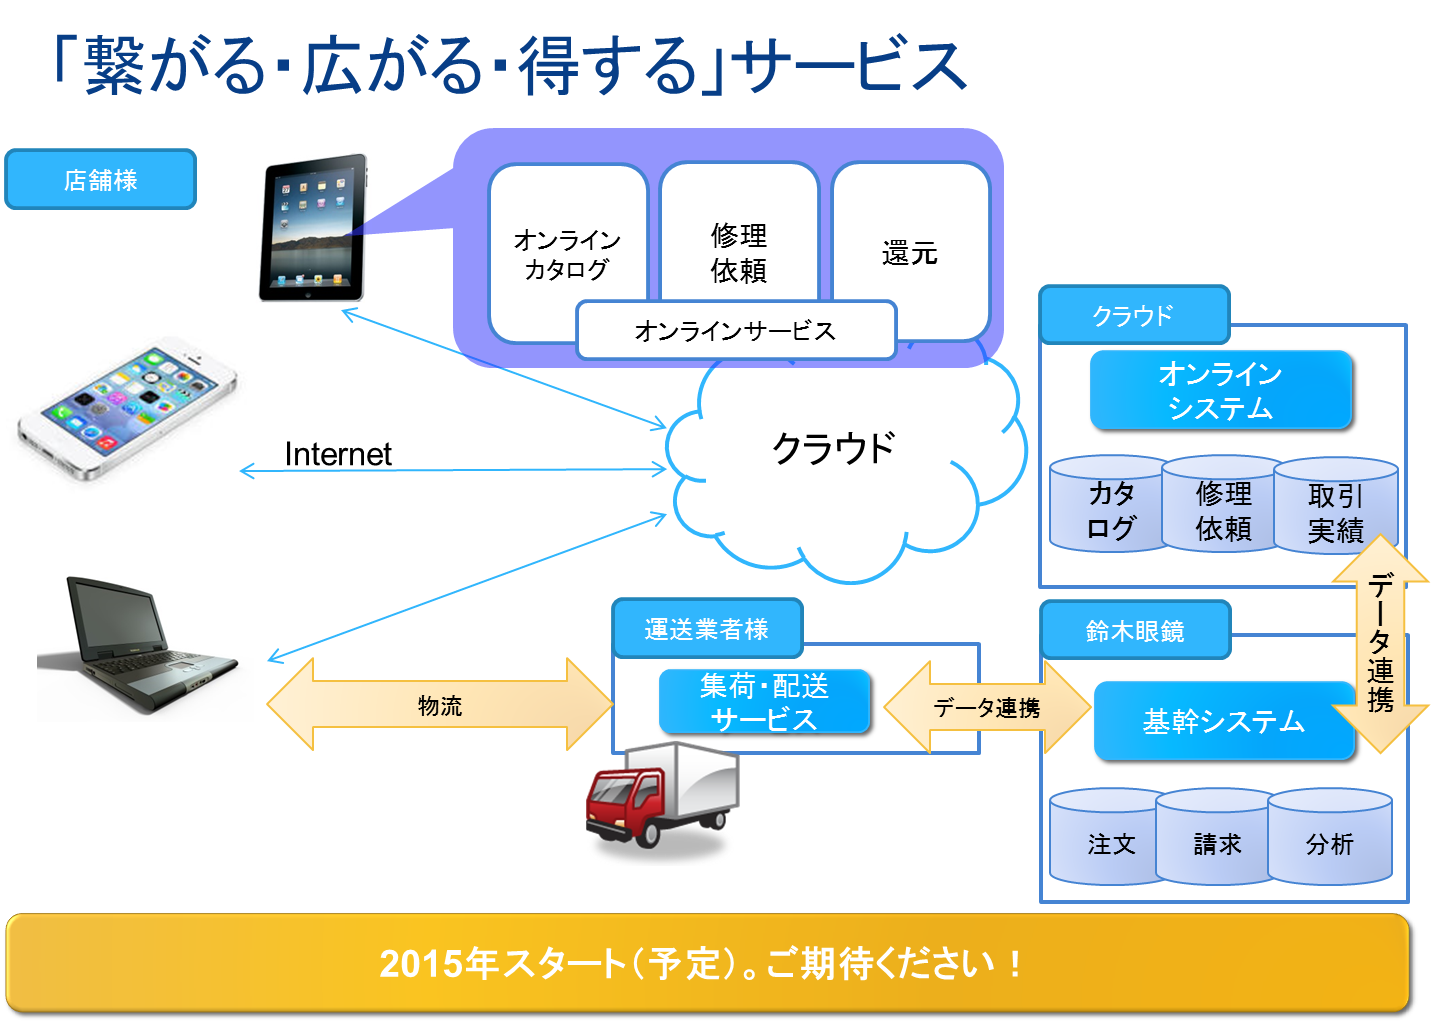 「繋がる・広がる・得する」サービス
店舗様
オンライン
カタログ
修理
依頼
還元
オンラインサービス
Internet
クラウド
クラウド
オンライン
システム
カタ
ログ
修理
依頼
取引
実績
データ連携
運送業者様
集荷・配送
サービス
物流
データ連携
鈴木眼鏡
基幹システム
注文
請求
分析
2015年スタート（予定）。ご期待ください！